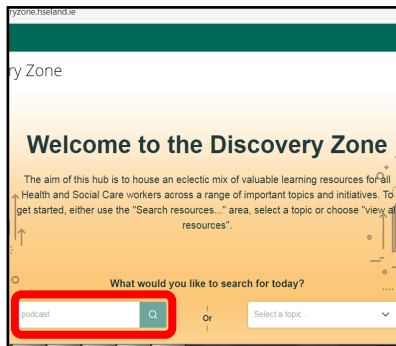 ryzone.hseland.ie
ry Zone
Welcome to the Discovery Zone
The aim of this hub is to house an eclectic mix of valuable learning resources for all
Health and Social Care workers across a range of important topics and initiatives. To
get started, either use the "Search resources..." area, select a topic or choose "view al
resources".
What would you like to search for today?
podcast Or Select a topic...